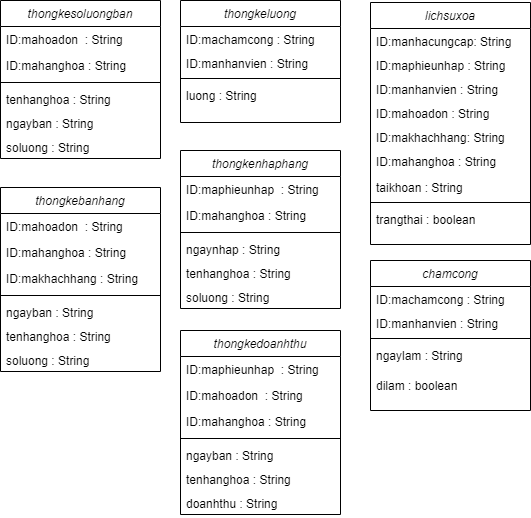 thongkesoluongban
ID:mahoadon : String
ID:mahanghoa : String
tenhanghoa : String
ngayban : String
soluong : String
thongkebanhang
ID:mahoadon : String
ID:mahanghoa : String
ID:makhachhang : String
ngayban : String
tenhanghoa : String
soluong : String
thongkeluong
ID:machamcong : String
ID:manhanvien : String
luong : String
thongkenhaphang
ID:maphieunhap : String
ID:mahanghoa : String
ngaynhap : String
tenhanghoa : String
soluong : String
thongkedoanhthu
ID:maphieunhap : String
ID:mahoadon : String
ID:mahanghoa : String
ngayban : String
tenhanghoa : String
doanhthu : String
lichsuxoa
ID:manhacungcap: String
ID:maphieunhap : String
ID:manhanvien : String
ID:mahoadon : String
ID:makhachhang: String
ID:mahanghoa : String
taikhoan : String
trangthai : boolean
chamcong
ID:machamcong : String
ID:manhanvien : String
ngaylam : String
dilam : boolean